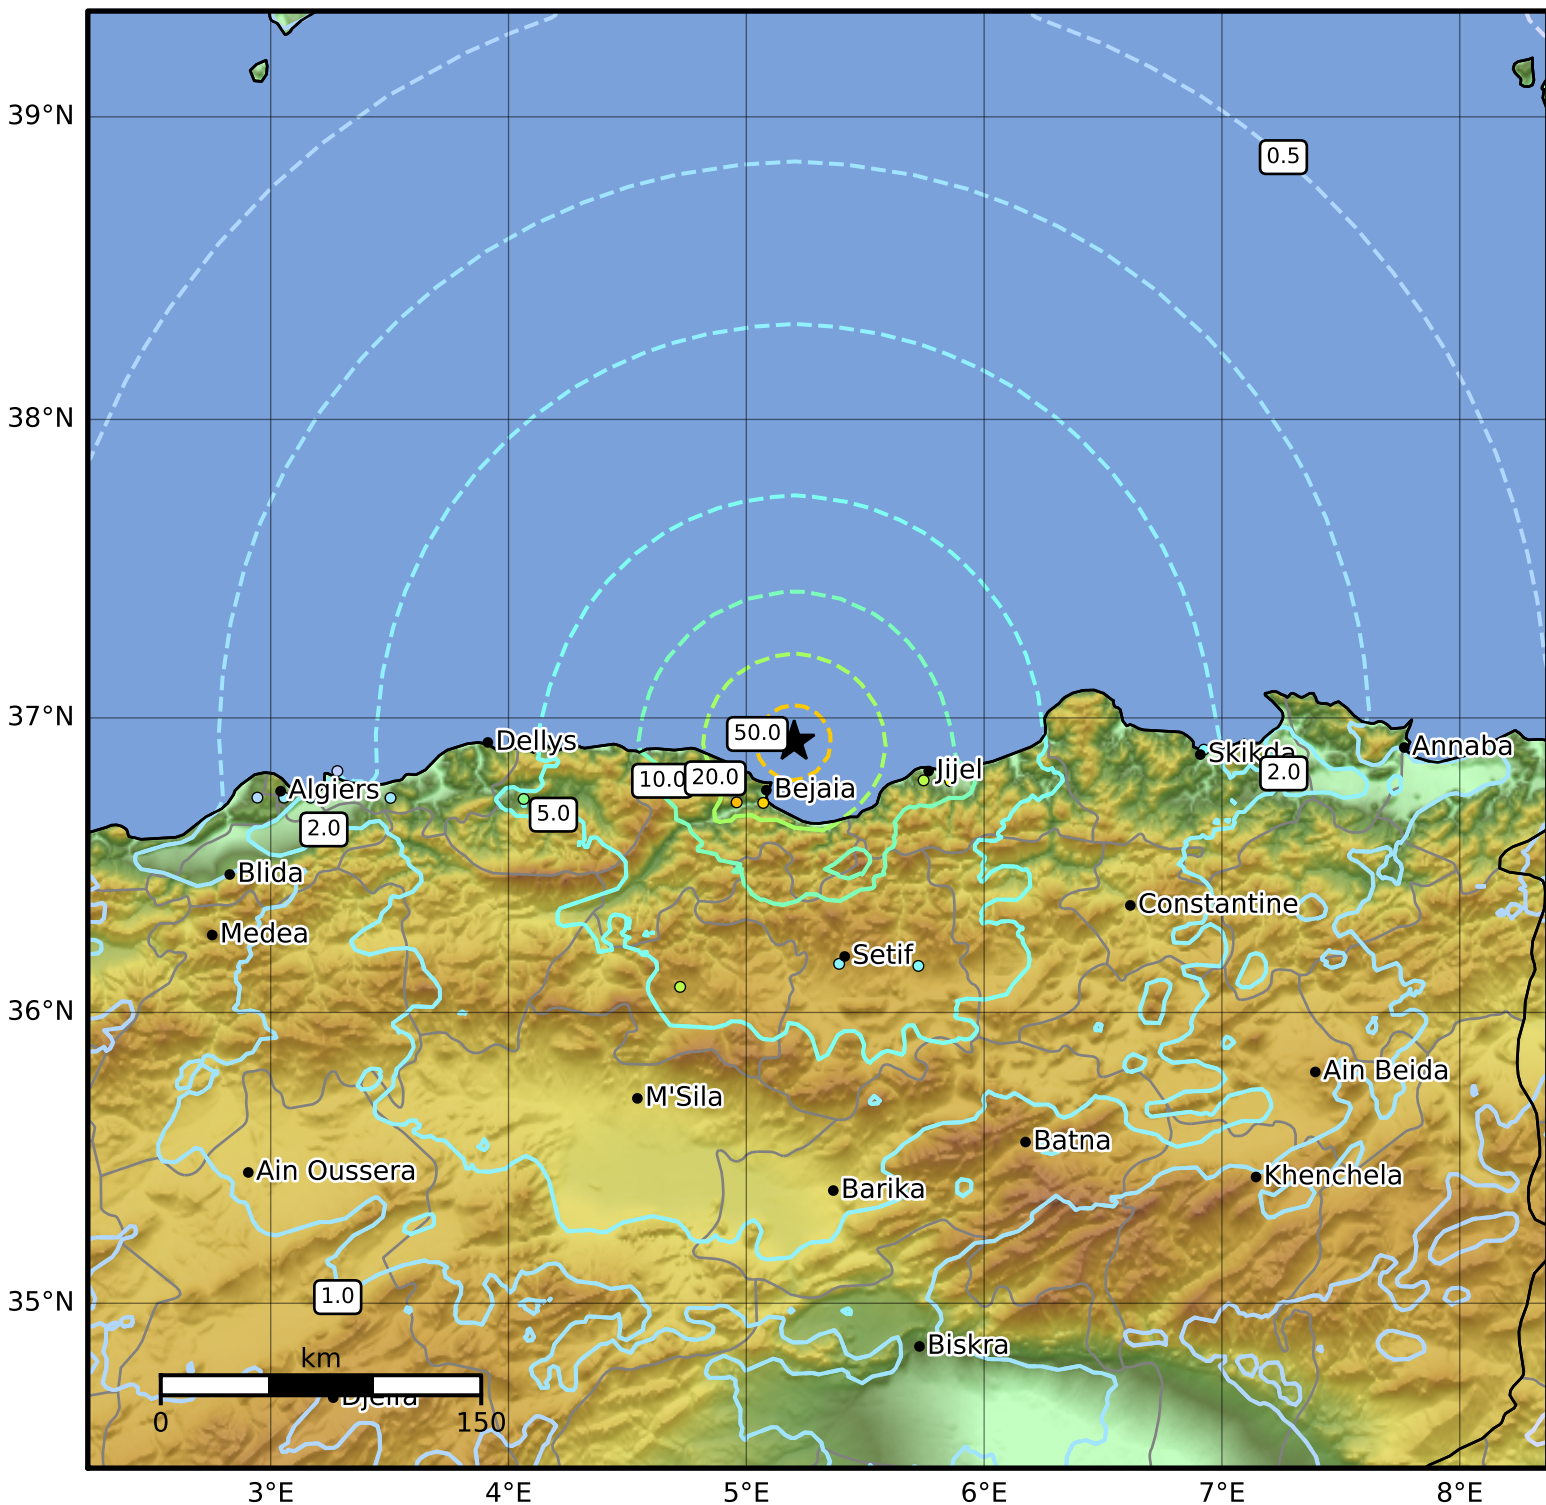 39°N
0.5
38°N
37°N
50.0
Dellys
Skikda
Annaba
Jijel
2.0
10.0
20.0
Algiers
Bejaia
5.0
2.0
Blida
Constantine
Medea
Setif
36°N
Ain Beida
M'Sila
Batna
Ain Oussera
Khenchela
Barika
35°N
1.0
Biskra
km
Djelfa
0
150
3°E
4°E
5°E
6°E
7°E
8°E